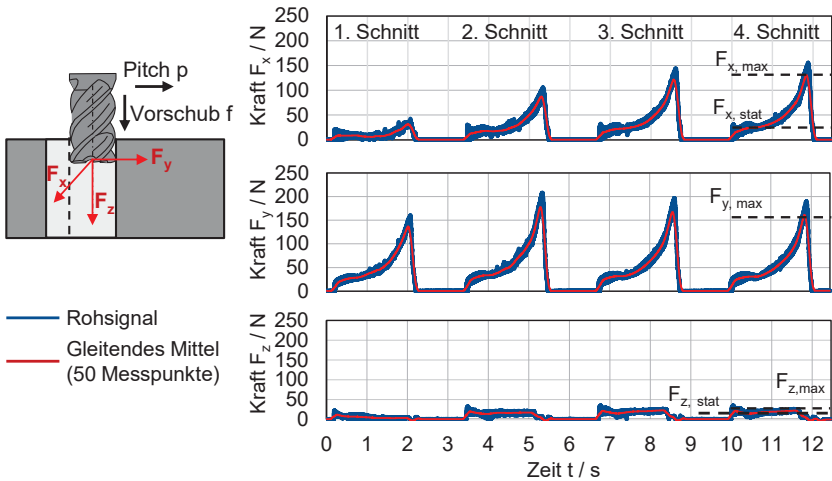 Pitch p
Vorschub f
F_y
F_x
F_z
Rohsignal
Gleitendes Mittel
(50 Messpunkte)
Kraft F_x / N
250
200
150
100
50
0
1. Schnitt
2. Schnitt
3. Schnitt
4. Schnitt
F_x, max
F_x, stat
Kraft F_y / N
250
200
150
100
50
0
F_y, max
Kraft F_z / N
250
200
150
100
50
0
F_z, stat
F_z,max
0 1 2 3 4 5 6 7 8 9 10 11 12
Zeit t / s